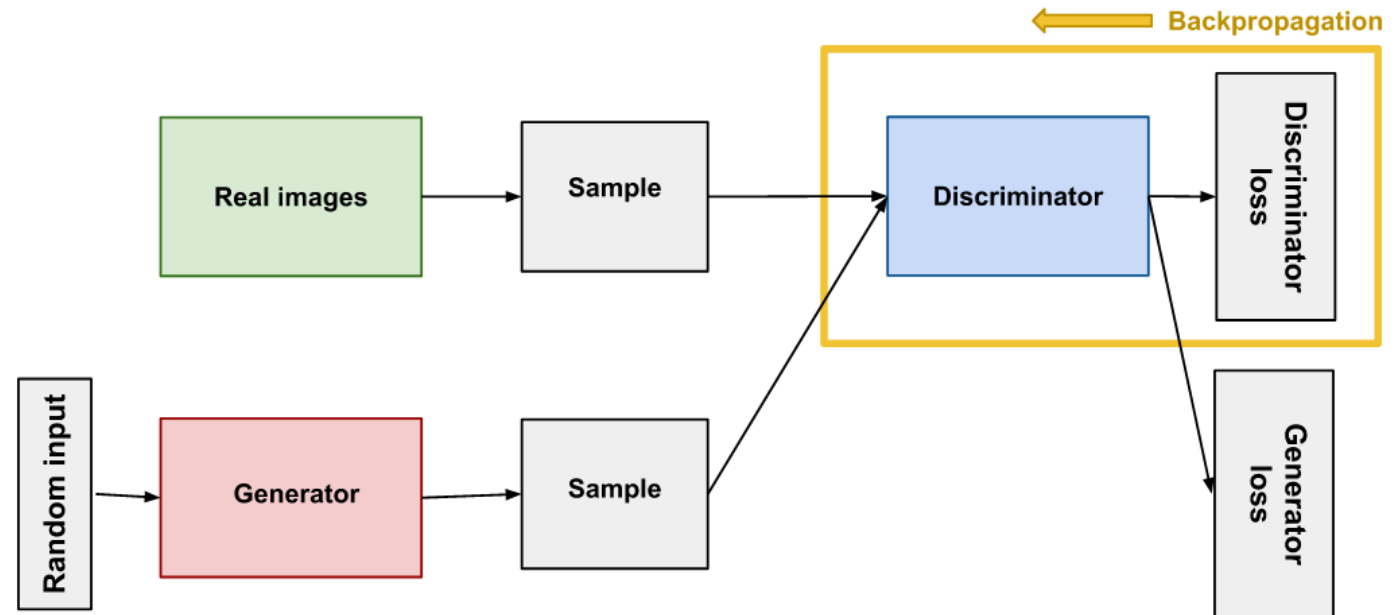 Backpropagation
Real images
Sample
Discriminator
Discriminator
loss
Random input
Generator
Sample
Generator
loss